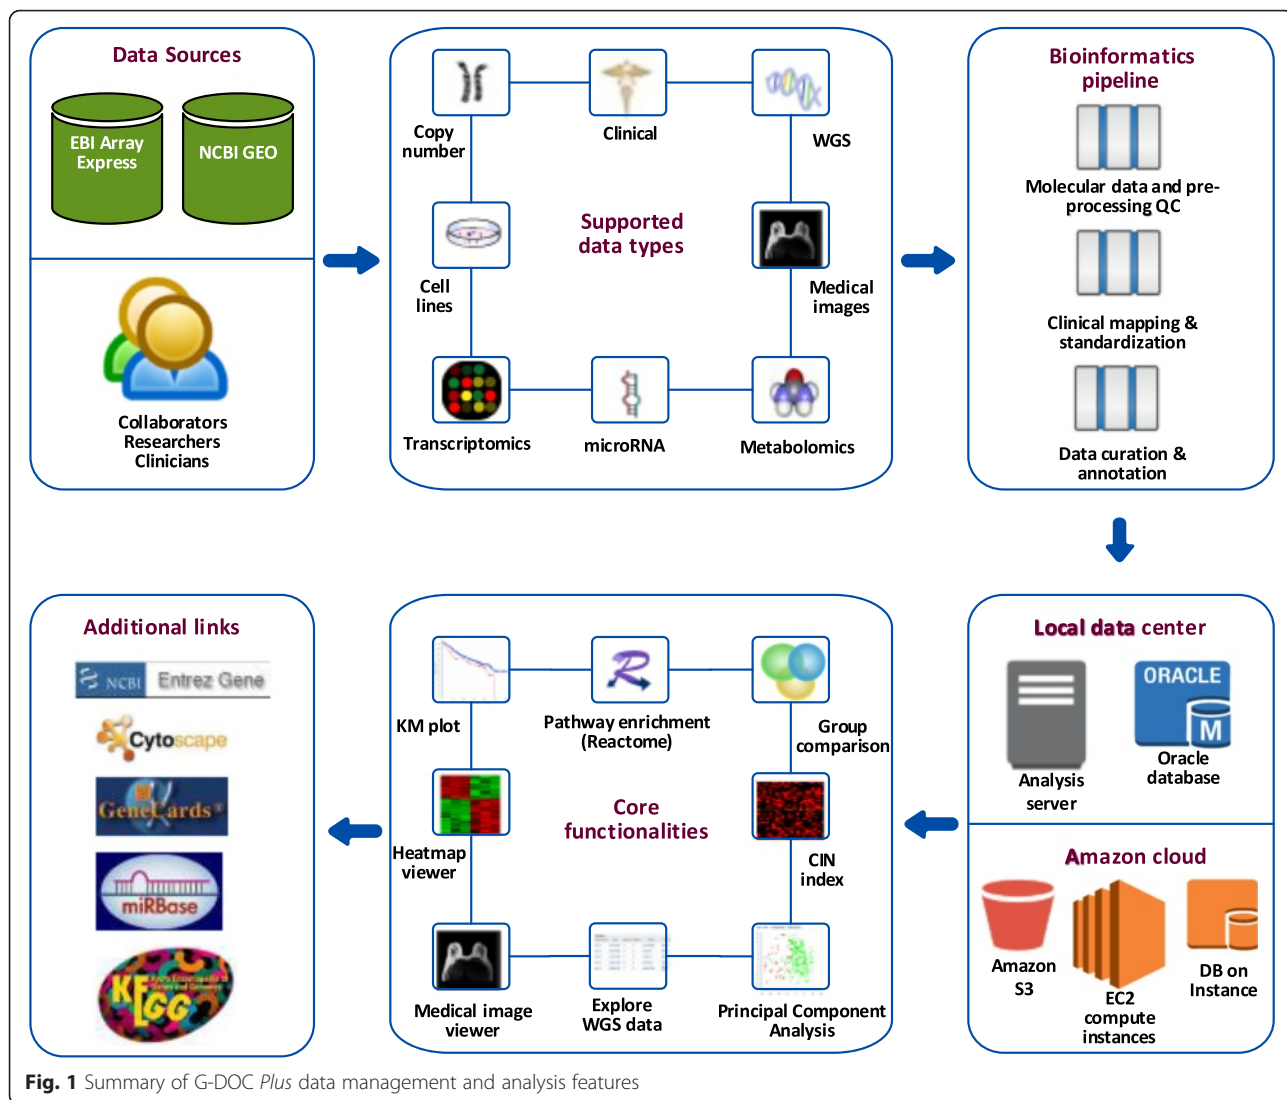 Data Sources
EBI Array
Express
NCBI GEO
Collaborators
Researchers
Clinicians
Copy
number
Clinical
WGS
Supported
data types
Cell
lines
Medical
images
Transcriptomics
microRNA
Metabolomics
Bioinformatics
pipeline
Molecular data and pre-
processing QC
Clinical mapping &
standardization
Data curation &
annotation
Local data center
ORACLE
M
Analysis
server
Oracle
database
Amazon cloud
Amazon
S3
EC2
compute
instances
DB on
Instance
KM plot
R
Pathway enrichment
(Reactome)
Group
comparison
Core
functionalities
Heatmap
viewer
CIN
index
Medical image
viewer
Explore
WGS data
Principal Component
Analysis
Additional links
NCBI Entrez Gene
Cytoscape
GeneCards®
miRBase
KEGG
Fig. 1 Summary of G-DOC Plus data management and analysis features